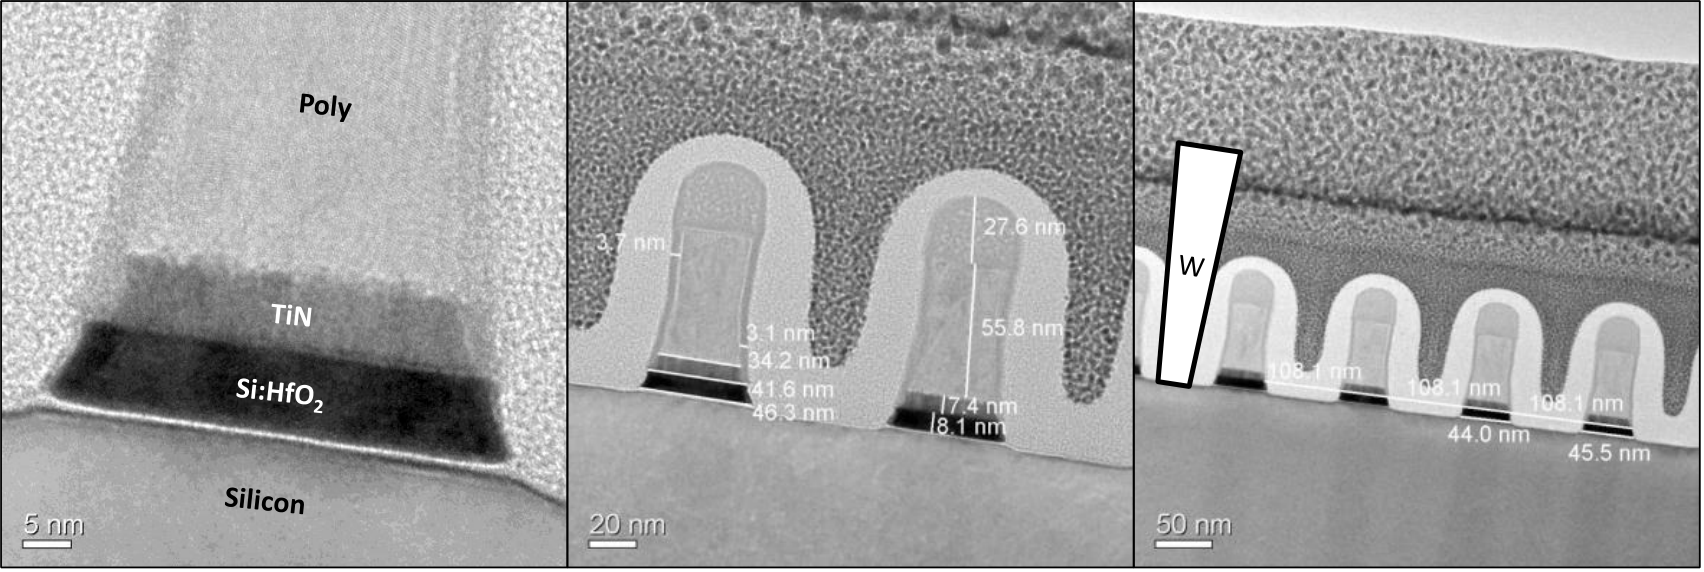 Poly
TiN
Si:HfO2
Silicon
5 nm
3.7 nm
27.6 nm
55.8 nm
3.1 nm
34.2 nm
41.6 nm
46.3 nm
7.4 nm
8.1 nm
20 nm
W
108.1 nm
108.1 nm
108.1 nm
44.0 nm
45.5 nm
50 nm